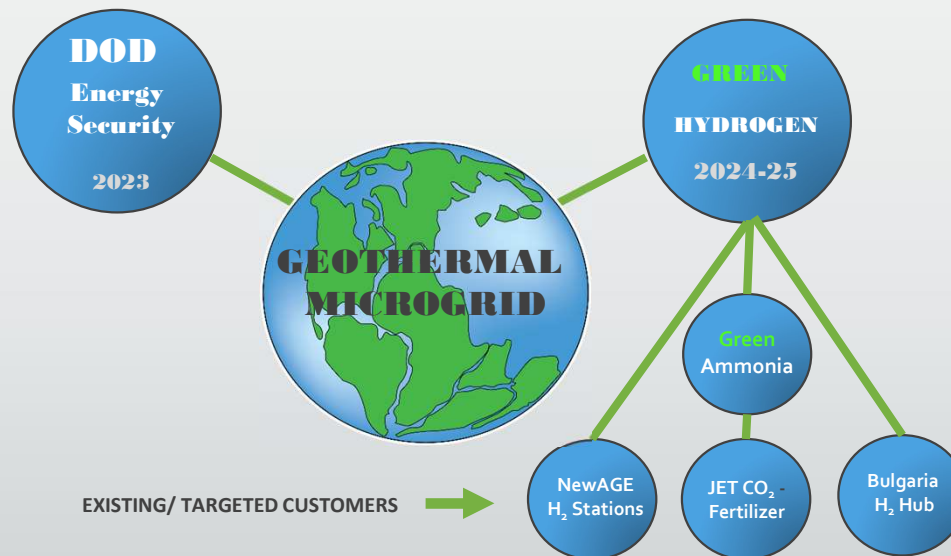 DOD
Energy
Security
2023
GREEN
HYDROGEN
2024-25
GEOTHERMAL
MICROGRID
Green
Ammonia
EXISTING/ TARGETED CUSTOMERS
NewAGE
H₂ Stations
JET CO₂ -
Fertilizer
Bulgaria
H₂ Hub